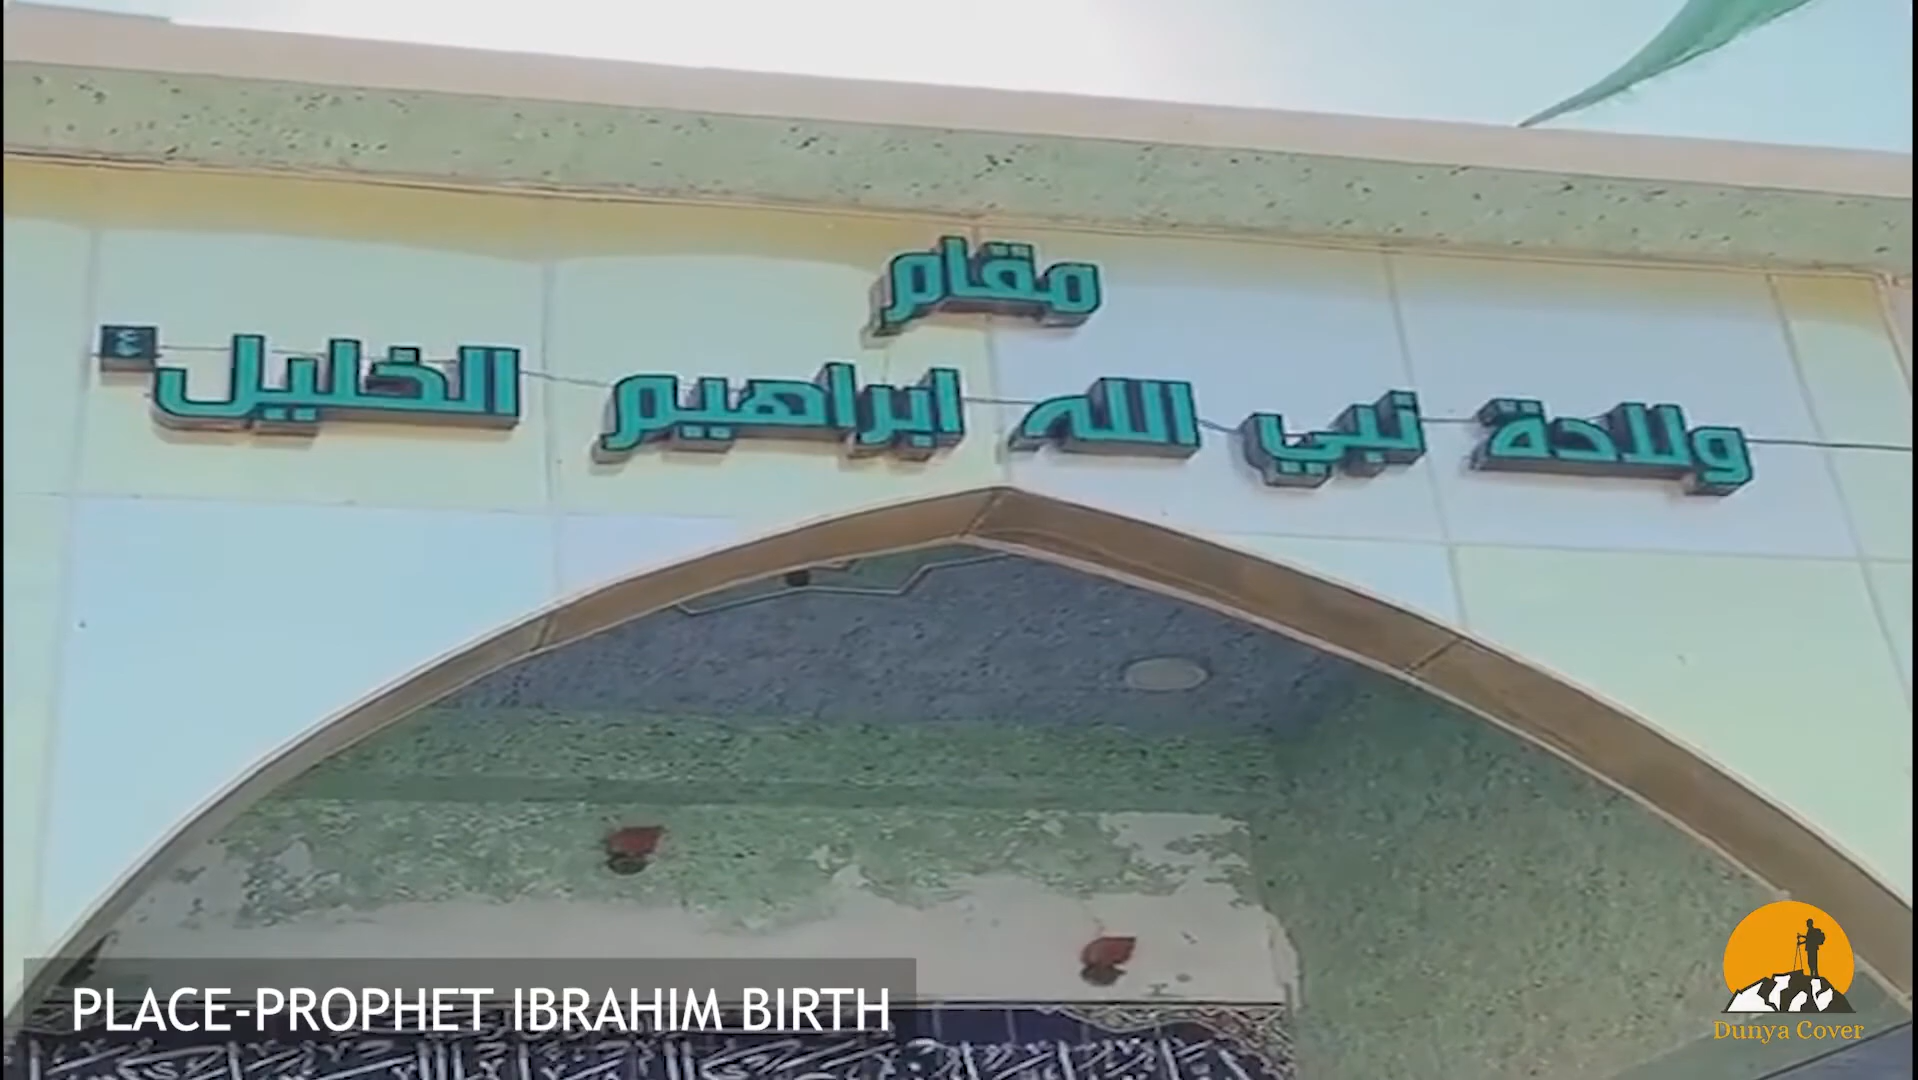 مقام
ولادة نبي الله ابراهيم الخليل
PLACE-PROPHET IBRAHIM BIRTH
Dunya Cover